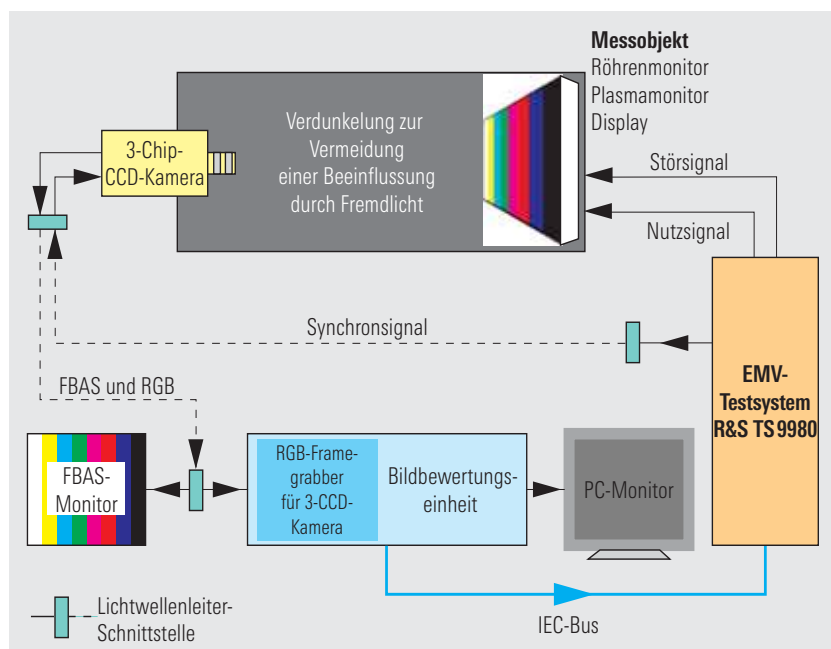 Messobjekt
Röhrenmonitor
Plasmamonitor
Display
3-Chip-
CCD-Kamera
Verdunkelung zur
Vermeidung
einer Beeinflussung
durch Fremdlicht
Störsignal
Nutzsignal
Synchronsignal
EMV-
Testsystem
R&S TS 9980
FBAS und RGB
FBAS-
Monitor
RGB-Frame-
grabber
für 3-CCD-
Kamera
Bildbewertungs-
einheit
PC-Monitor
IEC-Bus
Lichtwellenleiter-
Schnittstelle